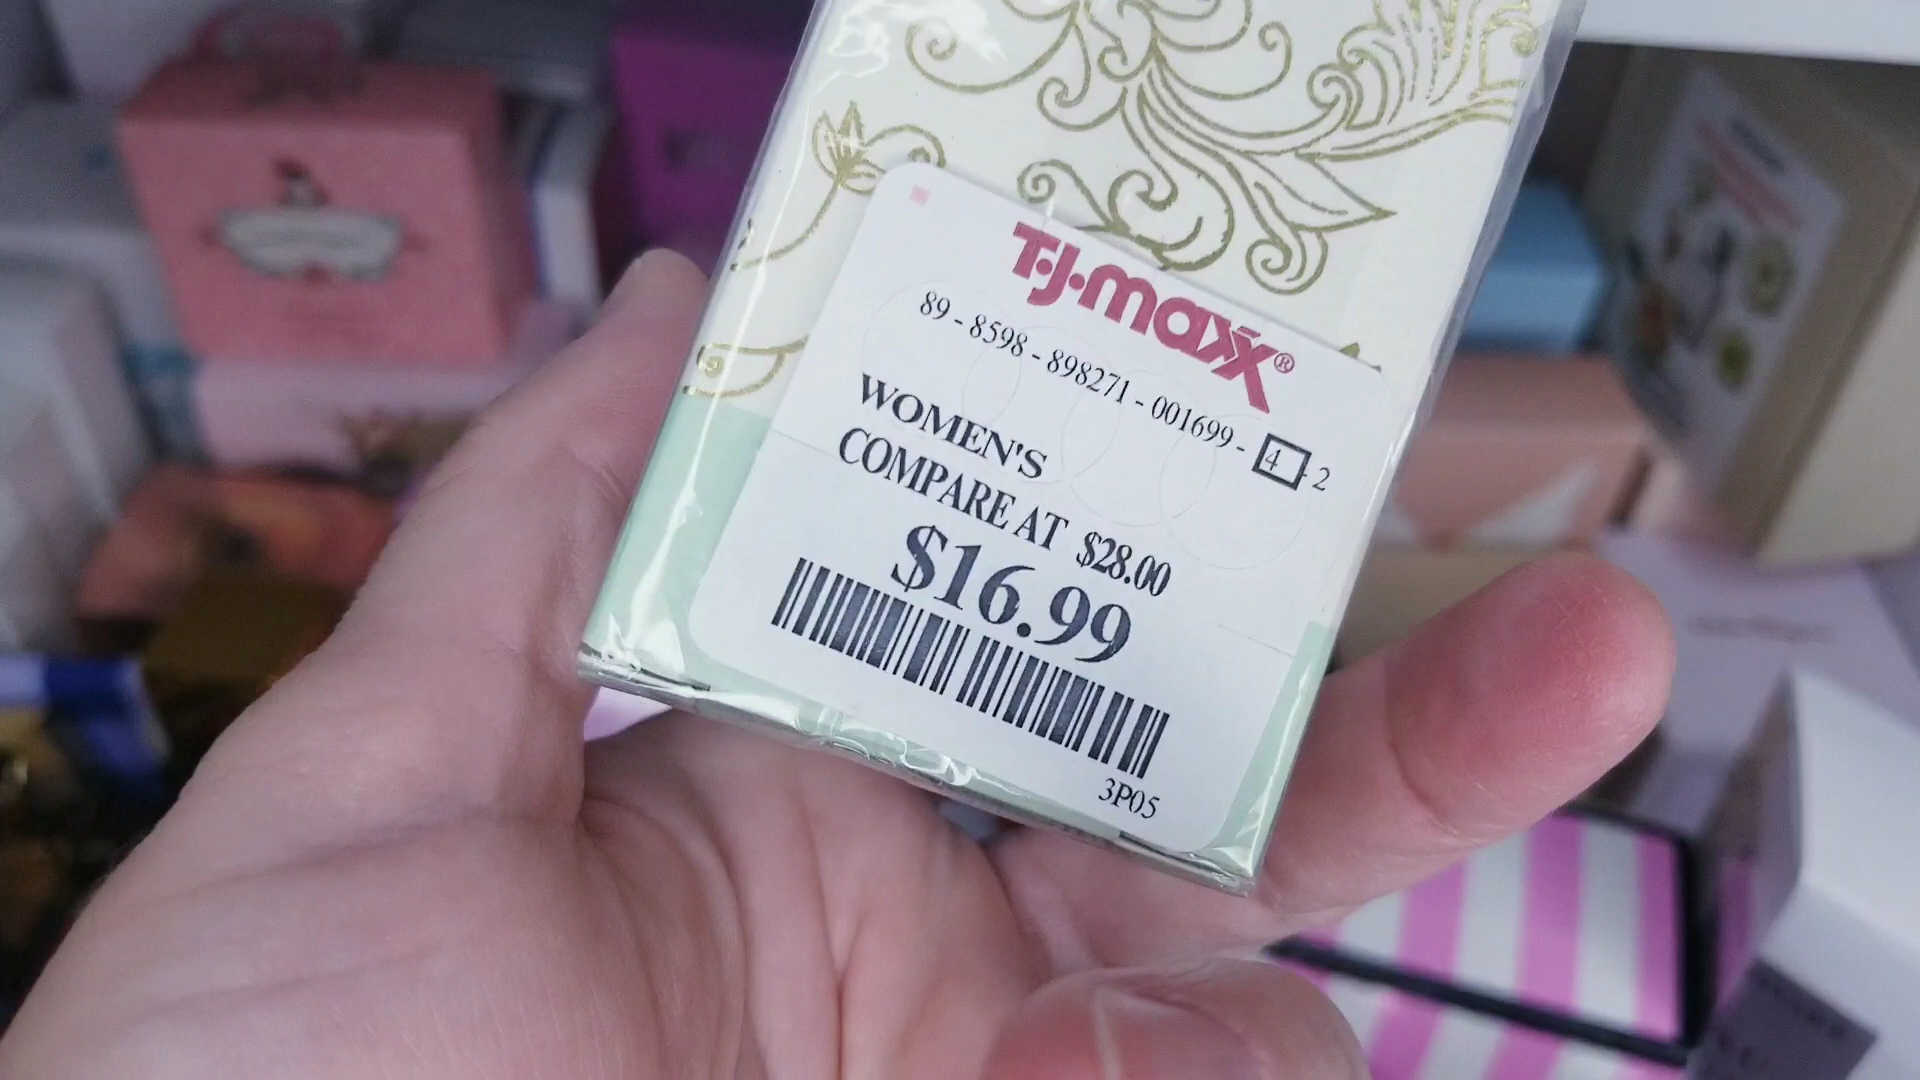 T·J·maxx®
89 - 8598 - 898271 - 001699 - 4 - 2
WOMEN'S
COMPARE AT $28.00
$16.99
3P05